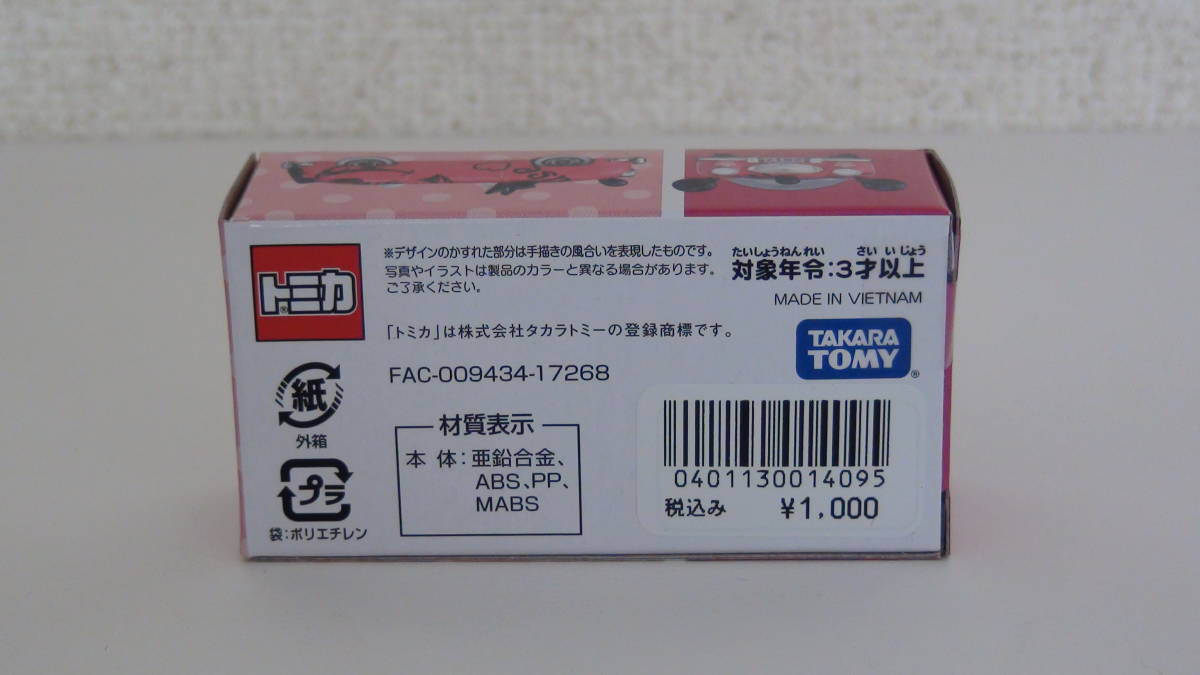 TAKARA
トミカ®
※デザインのかすれた部分は手描きの風合いを表現したものです。
写真やイラストは製品のカラーと異なる場合があります。
ご了承ください。
「トミカ」は株式会社タカラトミーの登録商標です。
FAC-009434-17268
たいしょうねんれい さいいじょう
対象年令:3才以上
MADE IN VIETNAM
TAKARA
TOMY®
紙
外箱
プラ
袋:ポリエチレン
材質表示
本体:亜鉛合金、
ABS、PP、
MABS
0401130014095
税込み ¥1,000